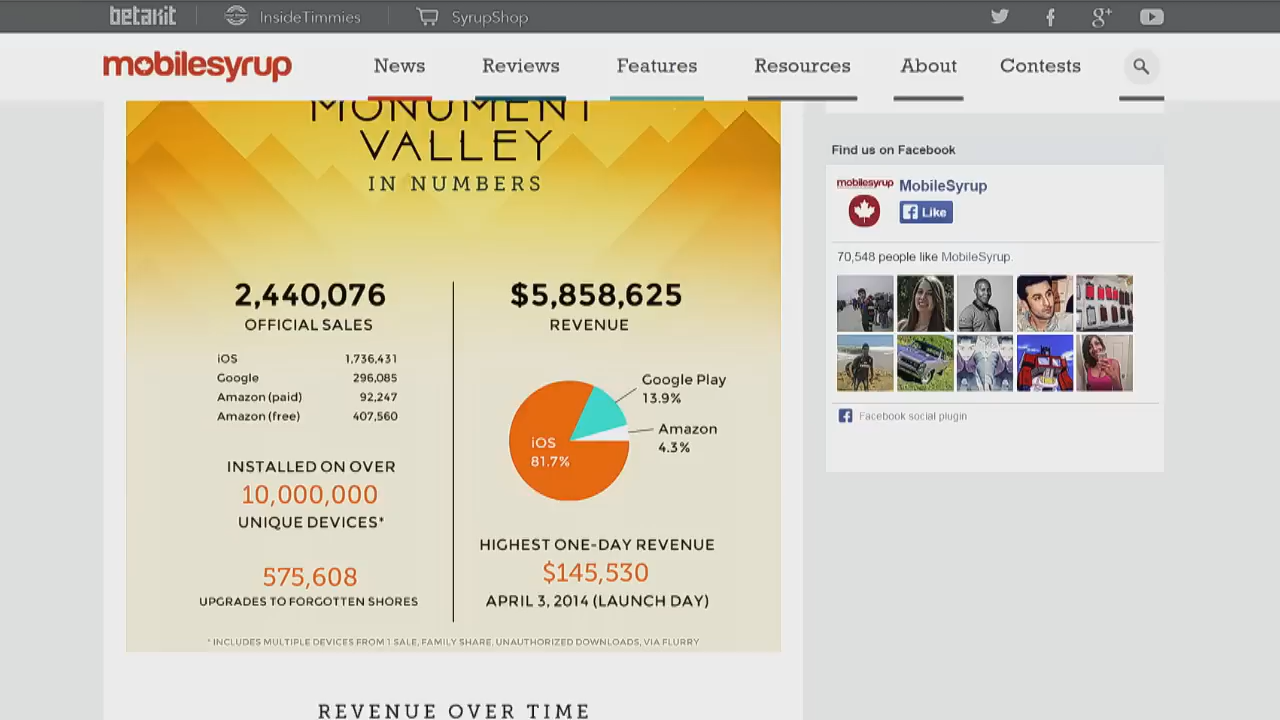 betakit
InsideTimmies
SyrupShop
mobilesyrup
News
Reviews
Features
Resources
About
Contests
MONUMENT
VALLEY
IN NUMBERS
2,440,076
OFFICIAL SALES
iOS 1,736,431
Google 296,085
Amazon (paid) 92,247
Amazon (free) 407,560
INSTALLED ON OVER
10,000,000
UNIQUE DEVICES*
575,608
UPGRADES TO FORGOTTEN SHORES
$5,858,625
REVENUE
Google Play
13.9%
Amazon
4.3%
iOS
81.7%
HIGHEST ONE-DAY REVENUE
$145,530
APRIL 3, 2014 (LAUNCH DAY)
* INCLUDES MULTIPLE DEVICES FROM 1 SALE, FAMILY SHARE, UNAUTHORIZED DOWNLOADS, VIA FLURRY
REVENUE OVER TIME
Find us on Facebook
mobilesyrup
MobileSyrup
Like
70,548 people like MobileSyrup.
Facebook social plugin